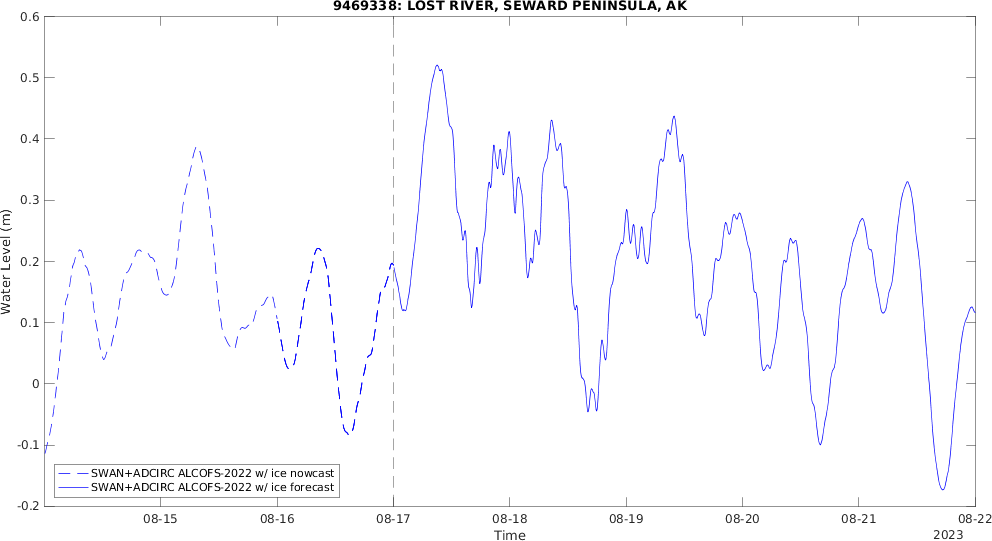 9469338: LOST RIVER, SEWARD PENINSULA, AK
0.6
0.5
0.4
0.3
0.2
0.1
0
-0.1
-0.2
Water Level (m)
SWAN+ADCIRC ALCOFS-2022 w/ ice nowcast
SWAN+ADCIRC ALCOFS-2022 w/ ice forecast
08-15 08-16 08-17 08-18 08-19 08-20 08-21 08-22
Time
2023